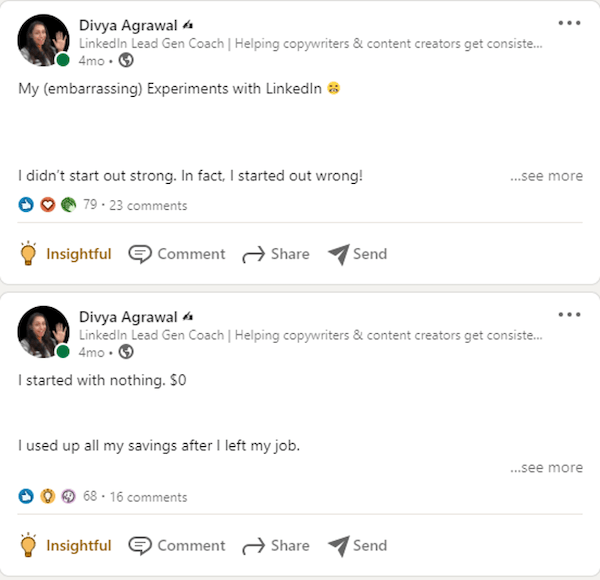 Divya Agrawal
LinkedIn Lead Gen Coach | Helping copywriters & content creators get consiste...
4mo •
My (embarrassing) Experiments with LinkedIn 😁
I didn't start out strong. In fact, I started out wrong!
...see more
79 · 23 comments
Insightful Comment Share Send
Divya Agrawal
LinkedIn Lead Gen Coach | Helping copywriters & content creators get consiste...
4mo •
I started with nothing. $0
I used up all my savings after I left my job.
...see more
68 · 16 comments
Insightful Comment Share Send